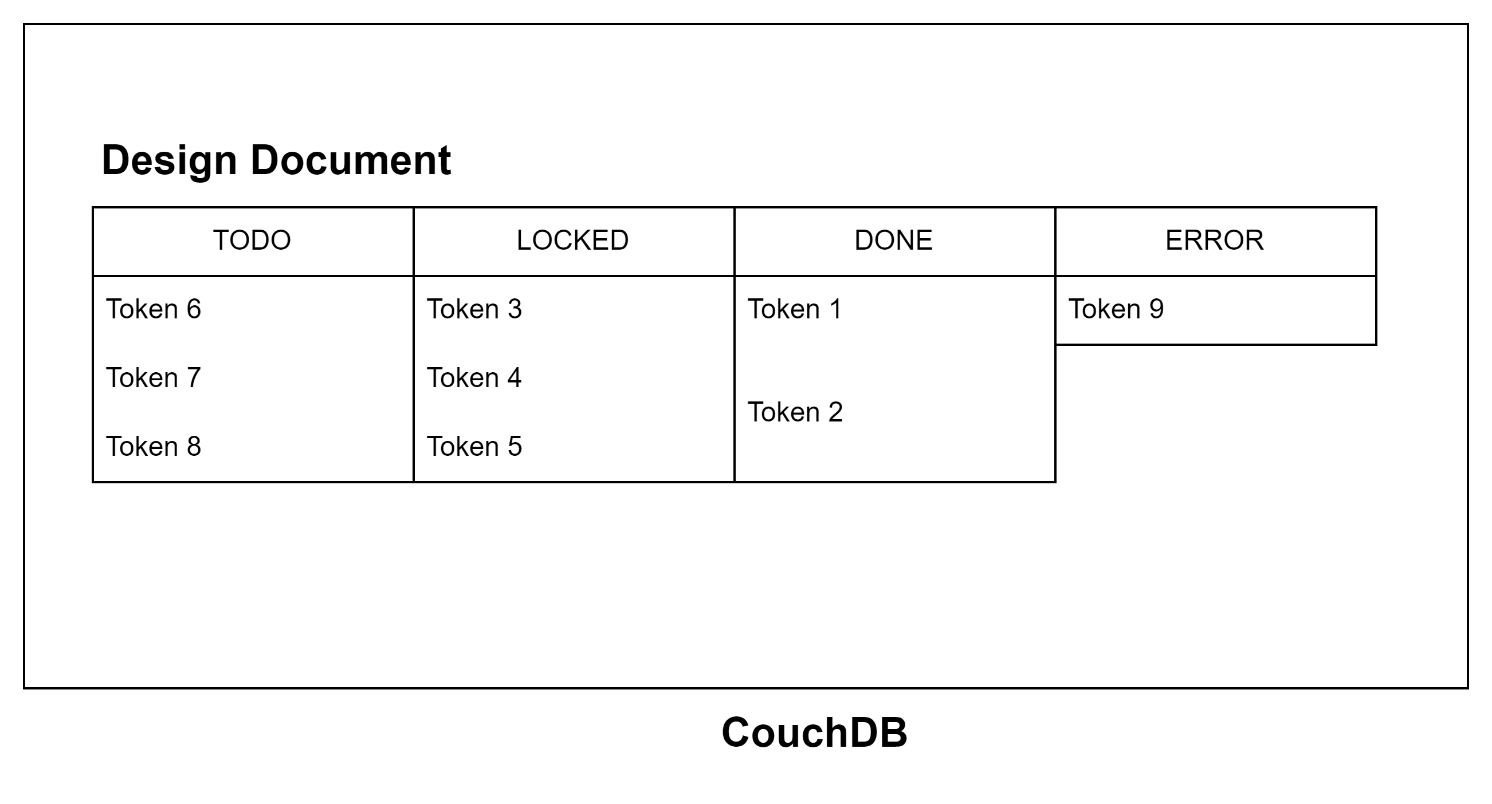 Design Document
TODO LOCKED DONE ERROR
Token 6 Token 3 Token 1 Token 9
Token 7 Token 4
Token 2
Token 8 Token 5
CouchDB